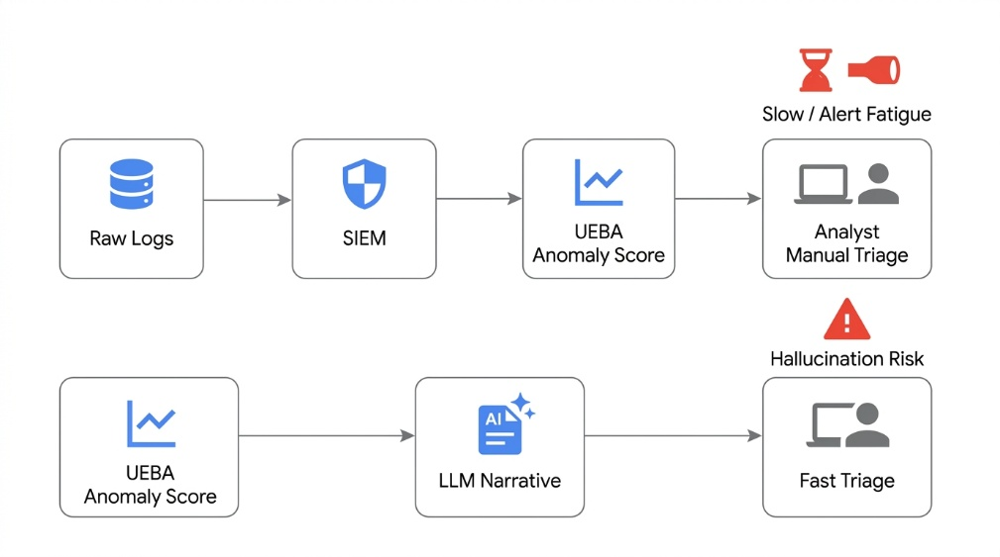 Slow / Alert Fatigue
Raw Logs
SIEM
UEBA
Anomaly Score
Analyst
Manual Triage
Hallucination Risk
UEBA
Anomaly Score
AI
LLM Narrative
Fast Triage